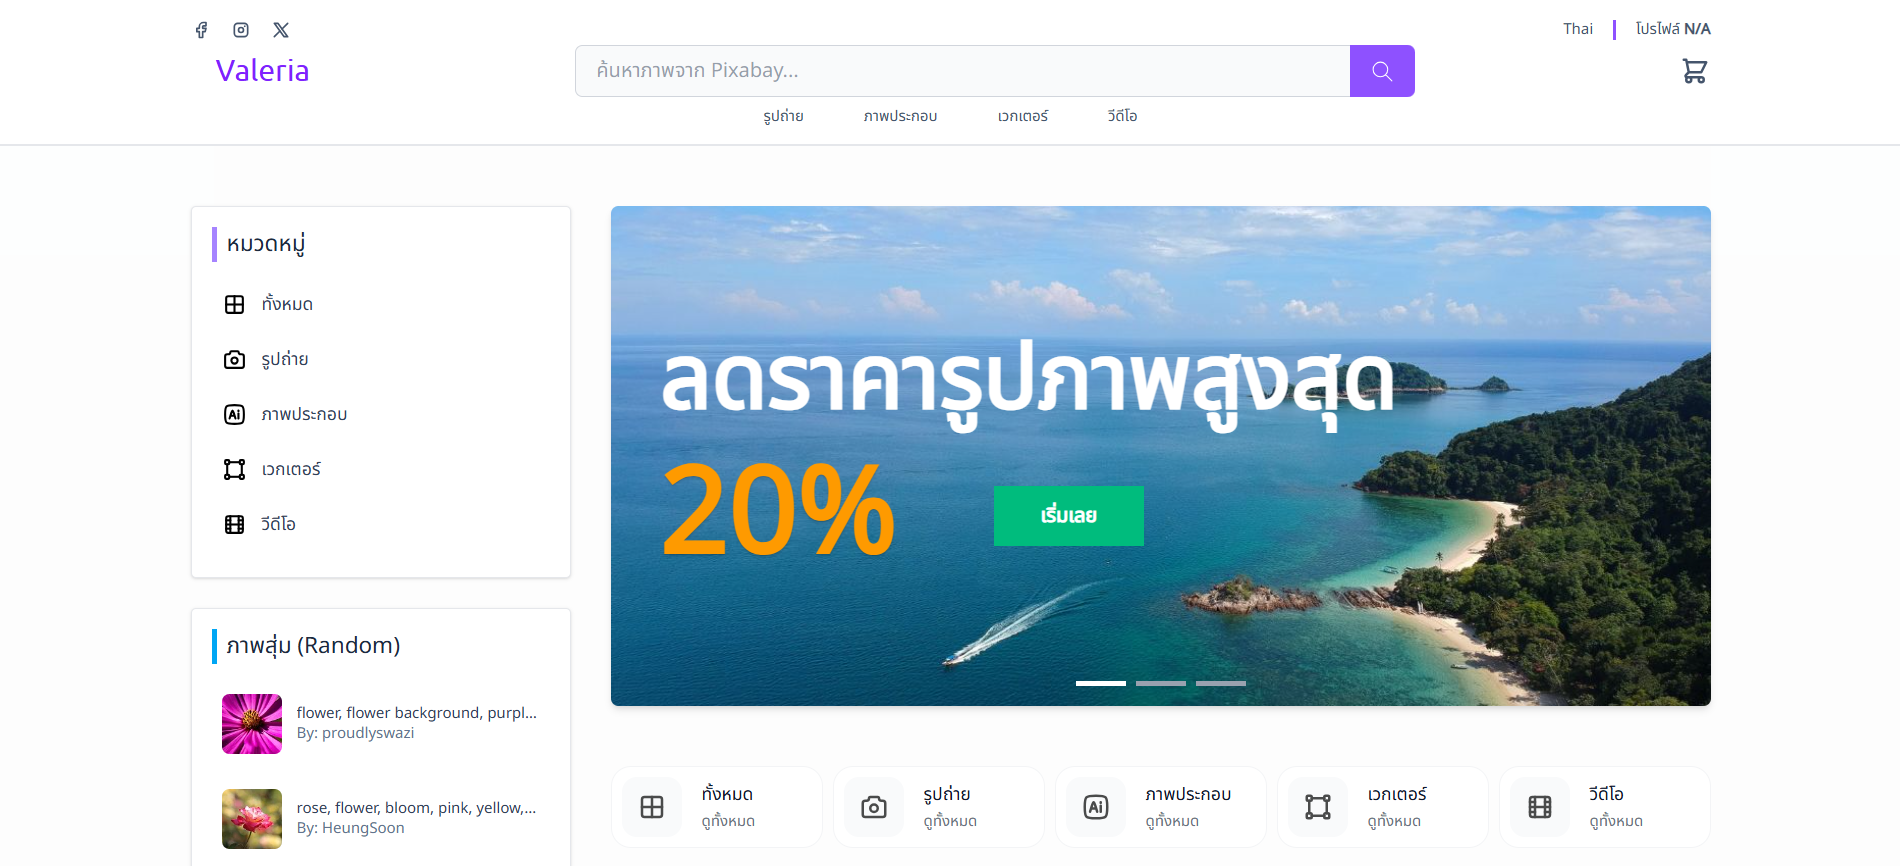 Thai
โปรไฟล์ N/A
Valeria
ค้นหาภาพจาก Pixabay...
รูปถ่าย
ภาพประกอบ
เวกเตอร์
วีดีโอ
หมวดหมู่
ทั้งหมด
รูปถ่าย
ภาพประกอบ
เวกเตอร์
วีดีโอ
ภาพสุ่ม (Random)
flower, flower background, purpl...
By: proudlyswazi
rose, flower, bloom, pink, yellow,...
By: HeungSoon
ลดราคารูปภาพสูงสุด
20%
เริ่มเลย
ทั้งหมด
ดูทั้งหมด
รูปถ่าย
ดูทั้งหมด
Ai
ภาพประกอบ
ดูทั้งหมด
เวกเตอร์
ดูทั้งหมด
วีดีโอ
ดูทั้งหมด